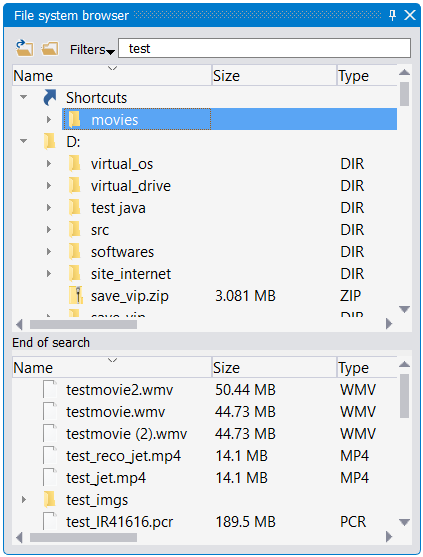 File system browser
Filters test
Name Size Type
Shortcuts
movies
D:
virtual_os DIR
virtual_drive DIR
test java DIR
src DIR
softwares DIR
site_internet DIR
save_vip.zip 3.081 MB ZIP
End of search
Name Size Type
testmovie2.wmv 50.44 MB WMV
testmovie.wmv 44.73 MB WMV
testmovie (2).wmv 44.73 MB WMV
test_reco_jet.mp4 14.1 MB MP4
test_jet.mp4 14.1 MB MP4
test_imgs
test_IR41616.pcr 189.5 MB PCR